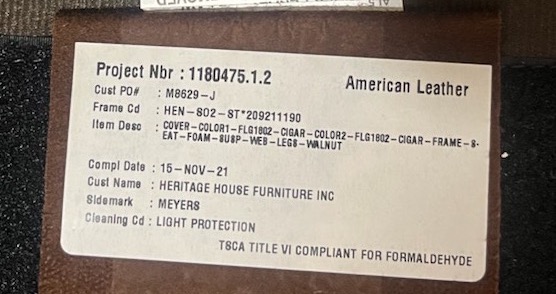 Project Nbr : 1180475.1.2 American Leather
Cust PO# : M8629-J
Frame Cd : HEN-SO2-ST*209211190
Item Desc : COVER-COLOR1-FLG1802-CIGAR-COLOR2-FLG1802-CIGAR-FRAME-S-
EAT-FOAM-SUSP-WEB-LEGS-WALNUT
Compl Date : 15-NOV-21
Cust Name : HERITAGE HOUSE FURNITURE INC
Sidemark : MEYERS
Cleaning Cd : LIGHT PROTECTION
TSCA TITLE VI COMPLIANT FOR FORMALDEHYDE